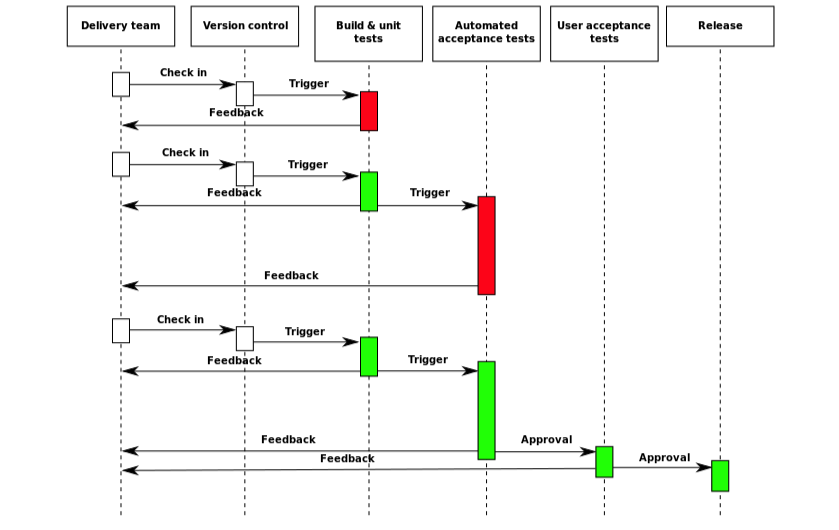 Delivery team
Version control
Build & unit
tests
Automated
acceptance tests
User acceptance
tests
Release
Check in
Trigger
Feedback
Check in
Trigger
Feedback
Trigger
Feedback
Check in
Trigger
Feedback
Trigger
Feedback
Approval
Feedback
Approval